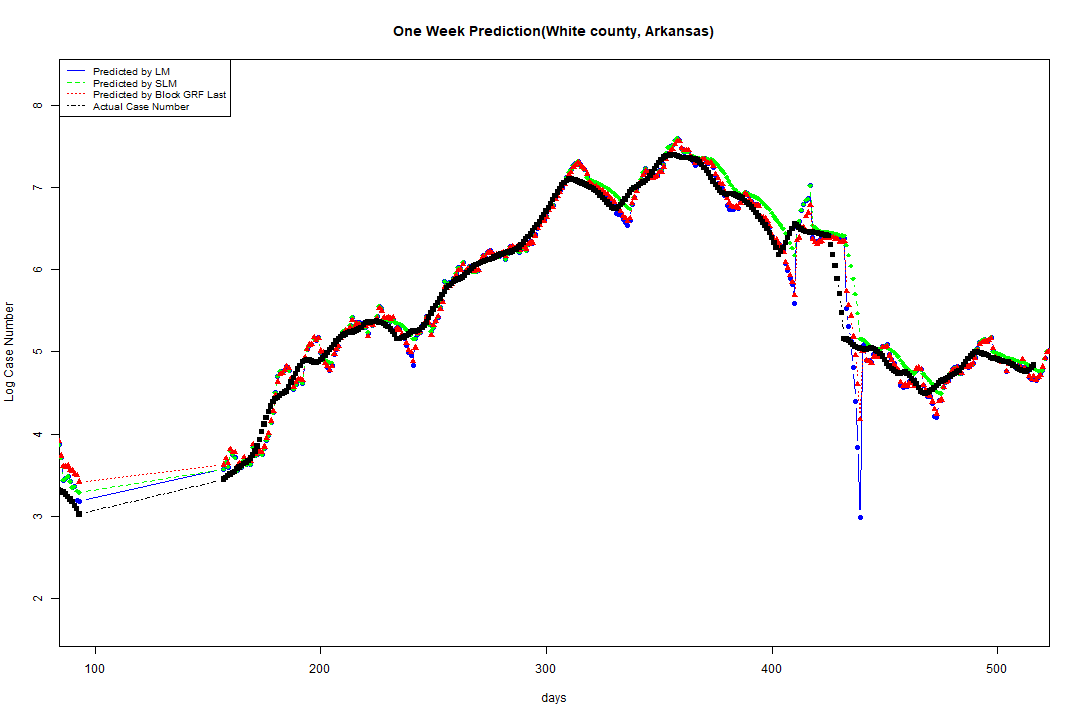 One Week Prediction(White county, Arkansas)
Predicted by LM
Predicted by SLM
Predicted by Block GRF Last
Actual Case Number
8
7
6
5
4
3
2
Log Case Number
100 200 300 400 500
days